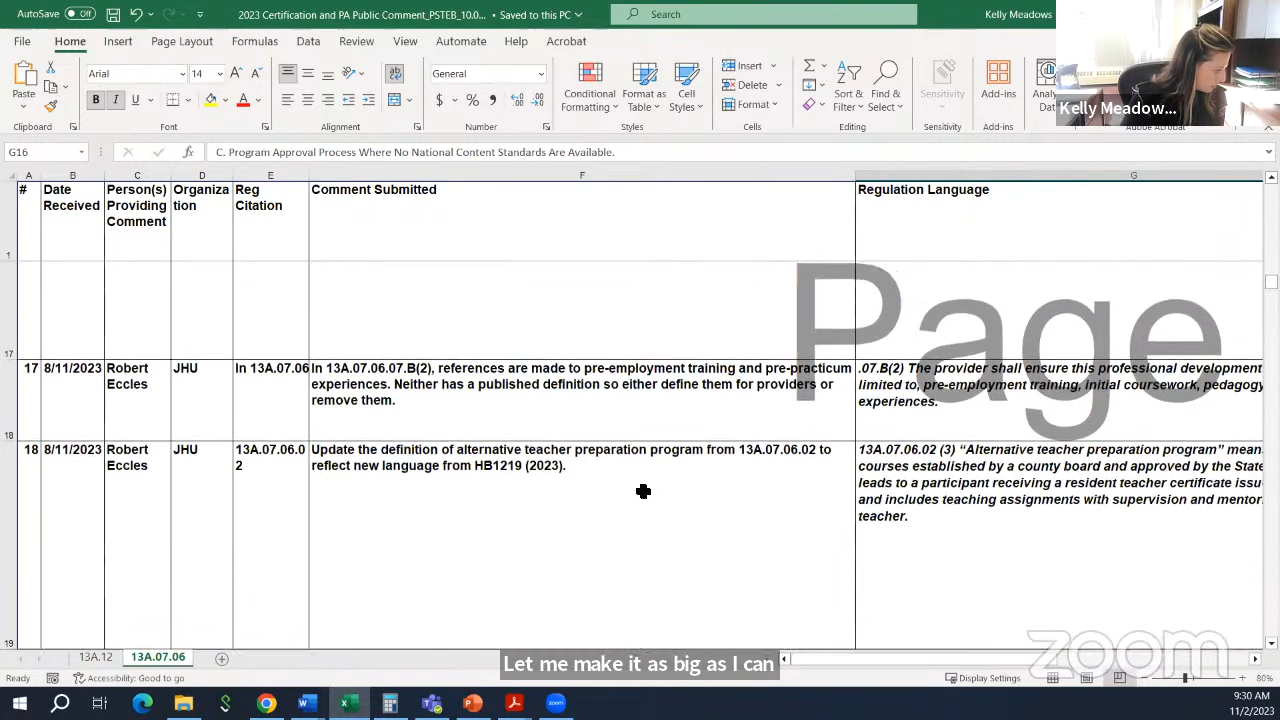 AutoSave Off 2023 Certification and PA Public Comment_PSTEB_10.0... • Saved to this PC Search Kelly Meadows
File Home Insert Page Layout Formulas Data Review View Automate Help Acrobat
Paste
Arial 14
B I U
General
$ % 9
Conditional Formatting
Format as Table
Cell Styles
Insert
Delete
Format
Sort & Filter
Find & Select
Sensitivity
Add-ins
Analy
Data
Kelly Meadow...
Clipboard Font Alignment Number Styles Cells Editing Sensitivity Add-ins Adobe Acrobat
G16 fx C. Program Approval Process Where No National Content Standards Are Available.
A B C D E F G
# Date Received Person(s) Providing Comment Organization Reg Citation Comment Submitted Regulation Language
1
Page
17
17 8/11/2023 Robert Eccles JHU In 13A.07.06
In 13A.07.06.07.B(2), references are made to pre-employment training and pre-practicum
experiences. Neither has a published definition so either define them for providers or
remove them.
.07.B(2) The provider shall ensure this professional development
limited to, pre-employment training, initial coursework, pedagogy
experiences.
18
18 8/11/2023 Robert Eccles JHU 13A.07.06.02
Update the definition of alternative teacher preparation program from 13A.07.06.02 to
reflect new language from HB1219 (2023).
13A.07.06.02 (3) “Alternative teacher preparation program” mean
courses established by a county board and approved by the State
leads to a participant receiving a resident teacher certificate issu
and includes teaching assignments with supervision and mentor
teacher.
19
zoom
13A.12 13A.07.06
Let me make it as big as I can
Ready Accessibility: Good to go Display Settings 80%
9:30 AM
11/2/2023